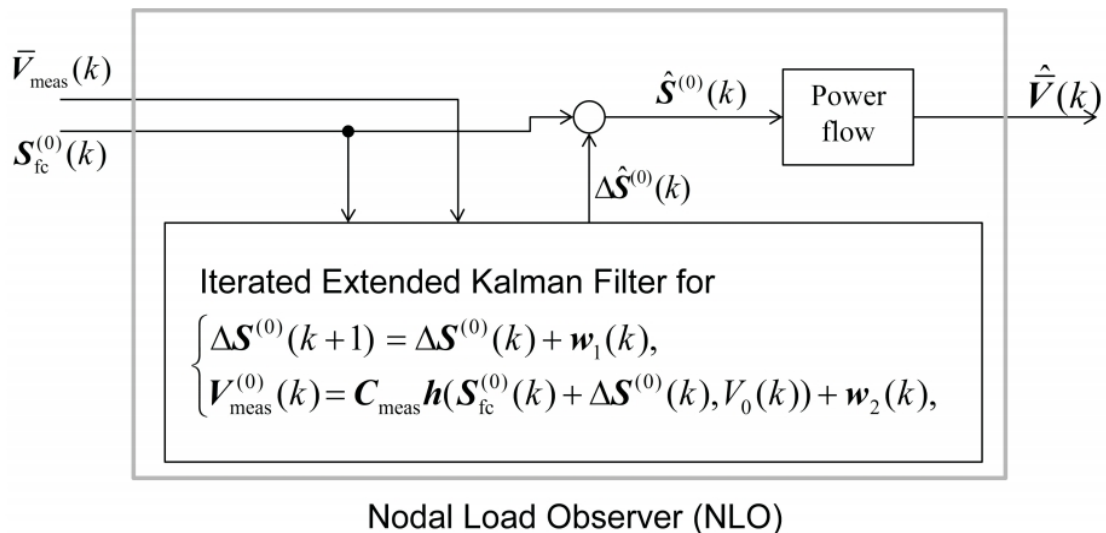 V̄_meas(k)
S_fc^(0)(k)
Ŝ^(0)(k)
Power
flow
V̄̂(k)
ΔŜ^(0)(k)
Iterated Extended Kalman Filter for
{ΔS^(0)(k+1) = ΔS^(0)(k) + w_1(k),
V_meas^(0)(k) = C_meas h(S_fc^(0)(k) + ΔS^(0)(k), V_0(k)) + w_2(k),
Nodal Load Observer (NLO)